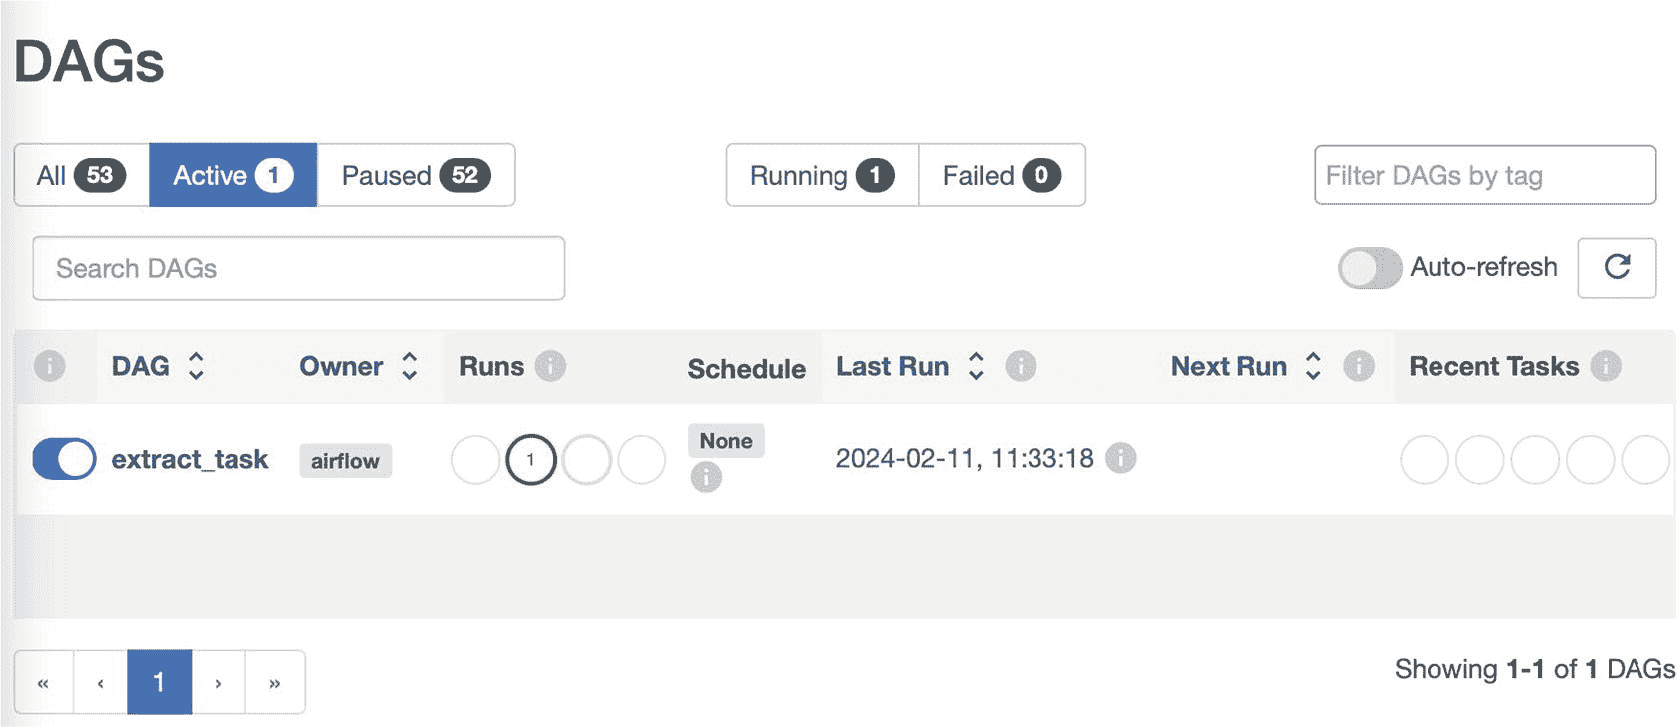 DAGs
All 53 Active 1 Paused 52 Running 1 Failed 0 Filter DAGs by tag
Search DAGs Auto-refresh
DAG Owner Runs Schedule Last Run Next Run Recent Tasks
extract_task airflow 1 None 2024-02-11, 11:33:18
« ‹ 1 › » Showing 1-1 of 1 DAGs